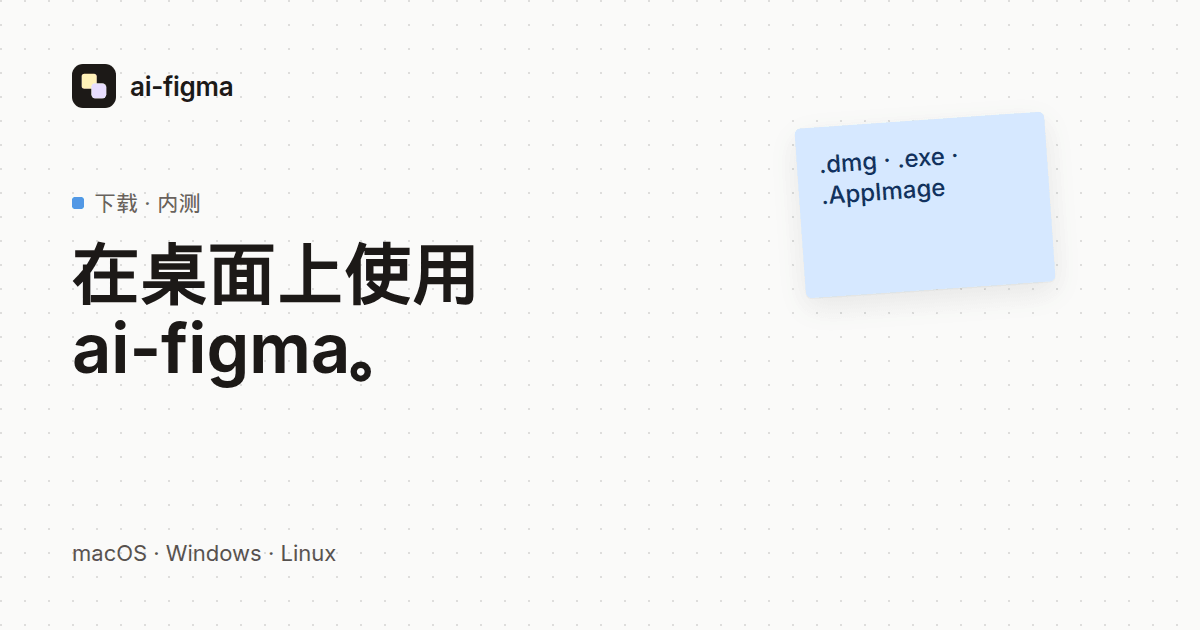 ai-figma
下载 · 内测
在桌面上使用
ai-figma。
.dmg · .exe ·
.AppImage
macOS · Windows · Linux